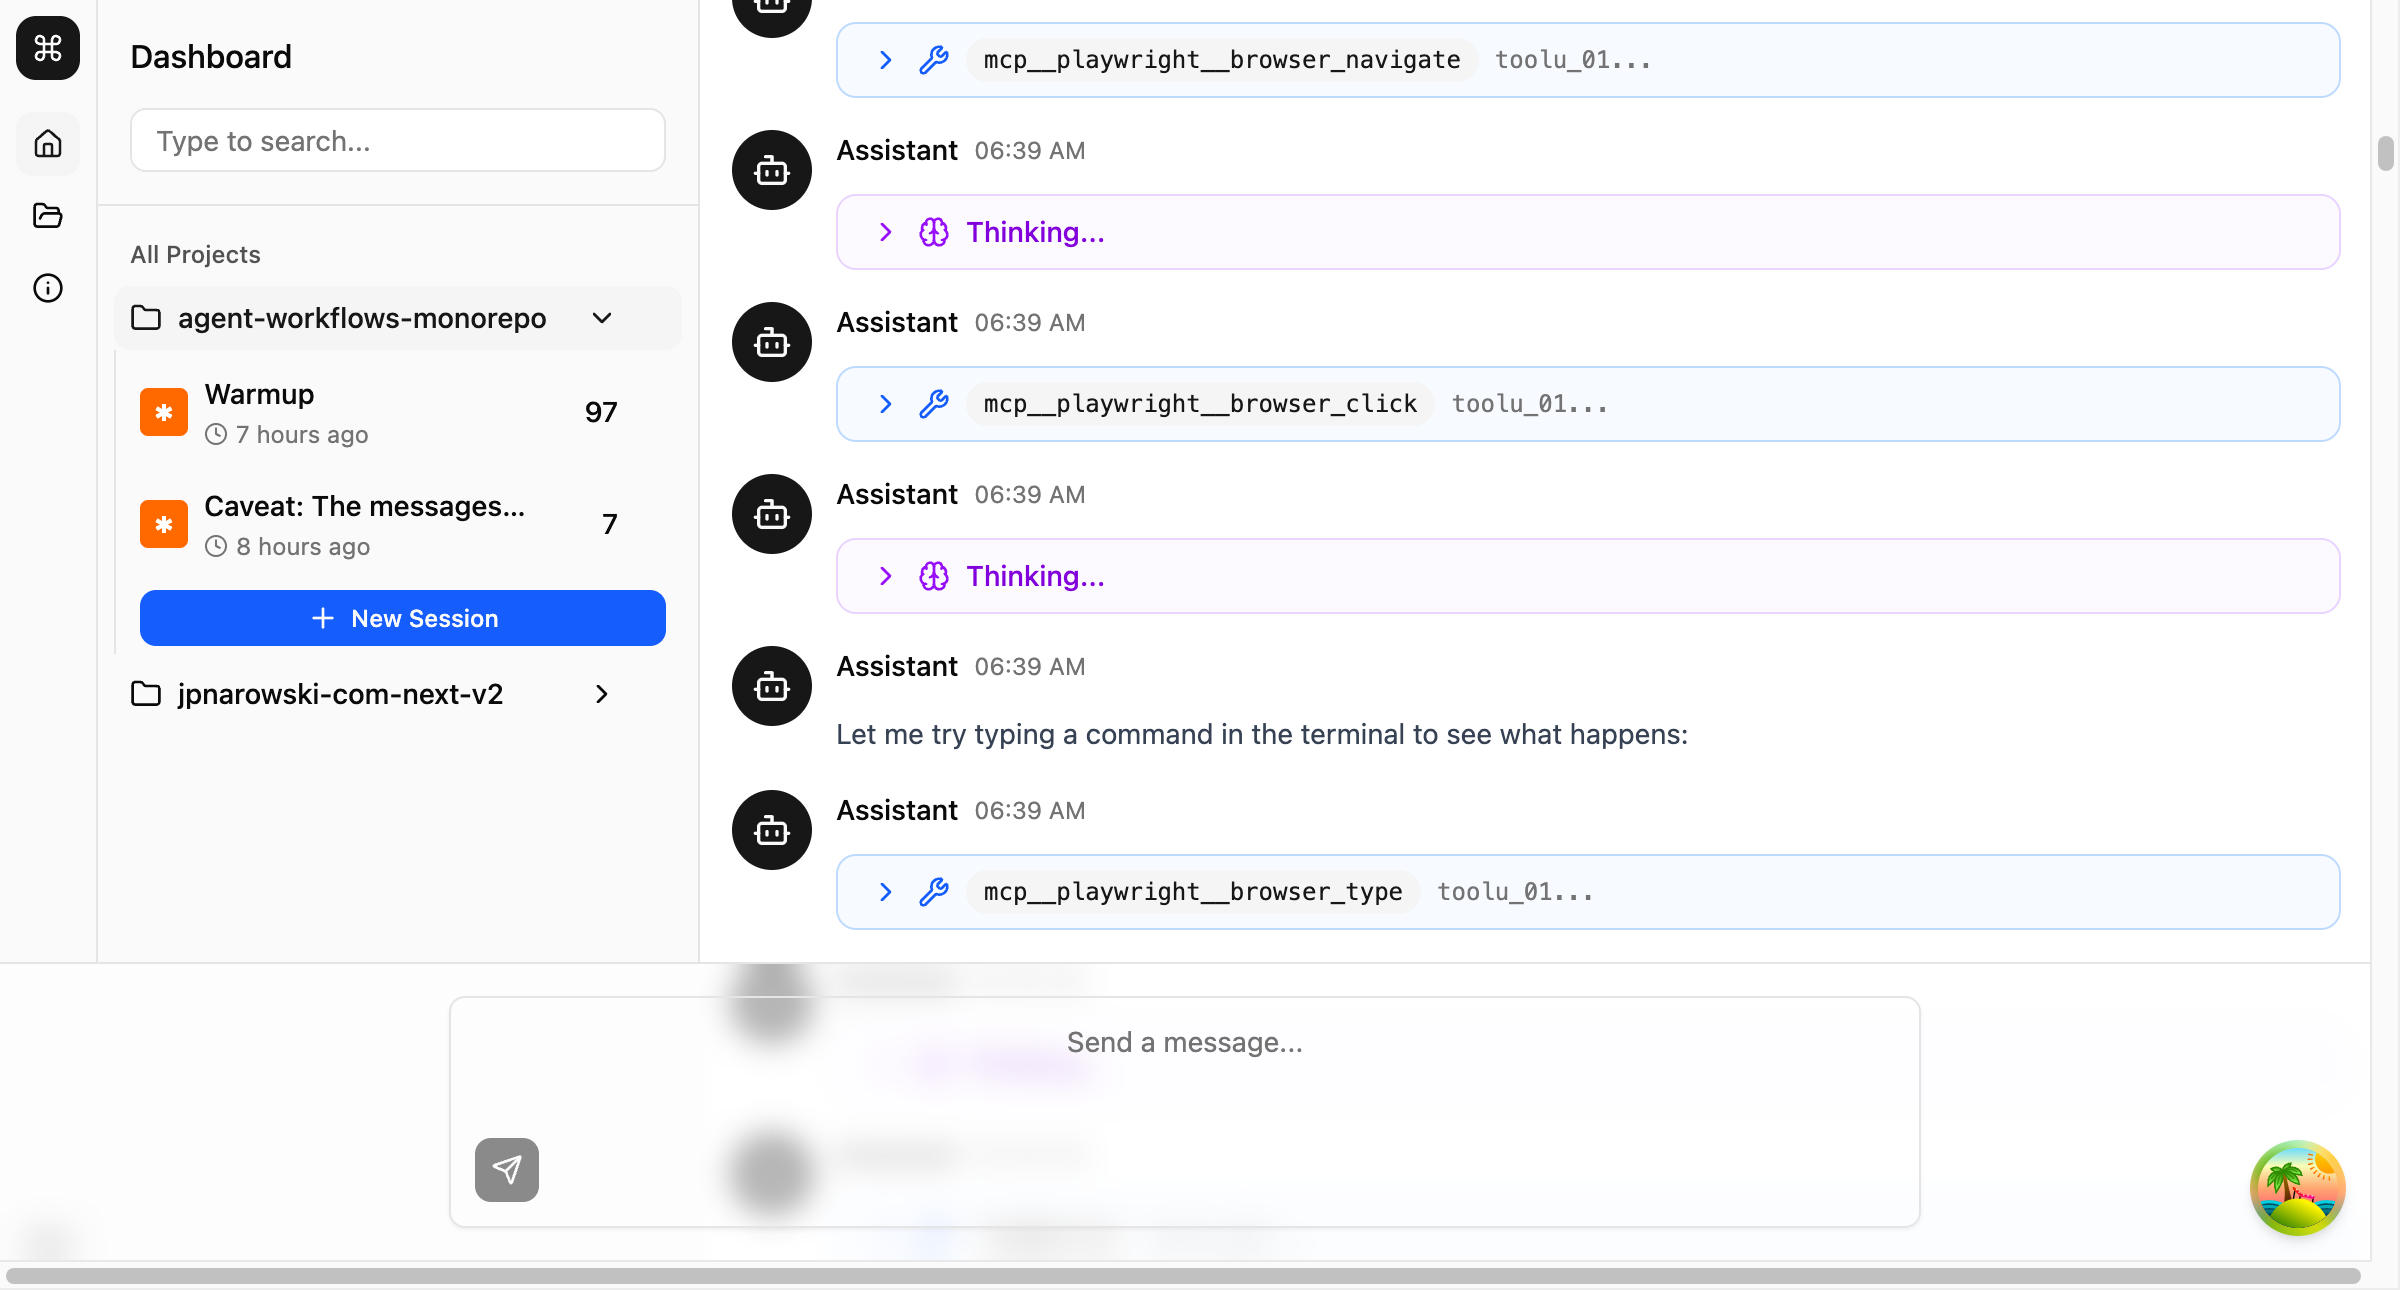 Dashboard
Type to search...
All Projects
agent-workflows-monorepo
Warmup
97
7 hours ago
Caveat: The messages...
7
8 hours ago
New Session
jpnarowski-com-next-v2
mcp__playwright__browser_navigate toolu_01...
Assistant 06:39 AM
Thinking...
Assistant 06:39 AM
mcp__playwright__browser_click toolu_01...
Assistant 06:39 AM
Thinking...
Assistant 06:39 AM
Let me try typing a command in the terminal to see what happens:
Assistant 06:39 AM
mcp__playwright__browser_type toolu_01...
Send a message...